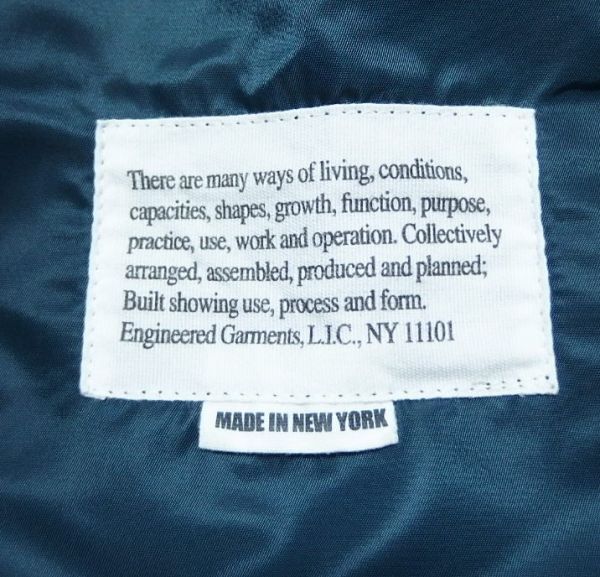 There are many ways of living, conditions,
capacities, shapes, growth, function, purpose,
practice, use, work and operation. Collectively
arranged, assembled, produced and planned;
Built showing use, process and form.
Engineered Garments, L.I.C., NY 11101
MADE IN NEW YORK